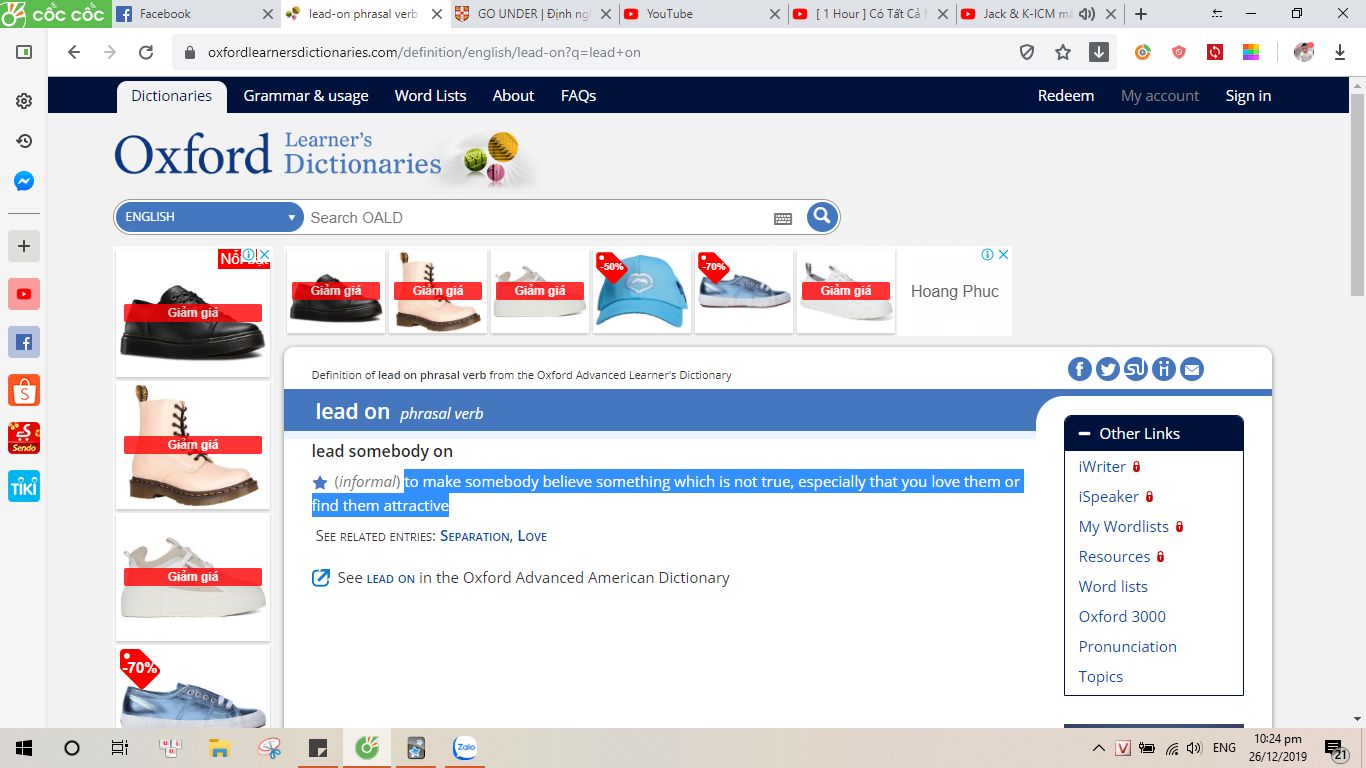 cốc cốc
Facebook
lead-on phrasal verb
GO UNDER | Định ngh
YouTube
[ 1 Hour ] Có Tất Cả N
Jack & K-ICM mà
oxfordlearnersdictionaries.com/definition/english/lead-on?q=lead+on
Dictionaries
Grammar & usage
Word Lists
About
FAQs
Redeem
My account
Sign in
Oxford
Learner's
Dictionaries
ENGLISH
Search OALD
Giảm giá
Giảm giá
Giảm giá
-50%
-70%
Giảm giá
Hoang Phuc
Giảm giá
Giảm giá
Giảm giá
-70%
Definition of lead on phrasal verb from the Oxford Advanced Learner's Dictionary
lead on phrasal verb
lead somebody on
(informal) to make somebody believe something which is not true, especially that you love them or
find them attractive
SEE RELATED ENTRIES: SEPARATION, LOVE
See LEAD ON in the Oxford Advanced American Dictionary
Other Links
iWriter
iSpeaker
My Wordlists
Resources
Word lists
Oxford 3000
Pronunciation
Topics
Sendo
TIKI
Zalo
ENG
10:24 pm
26/12/2019
21